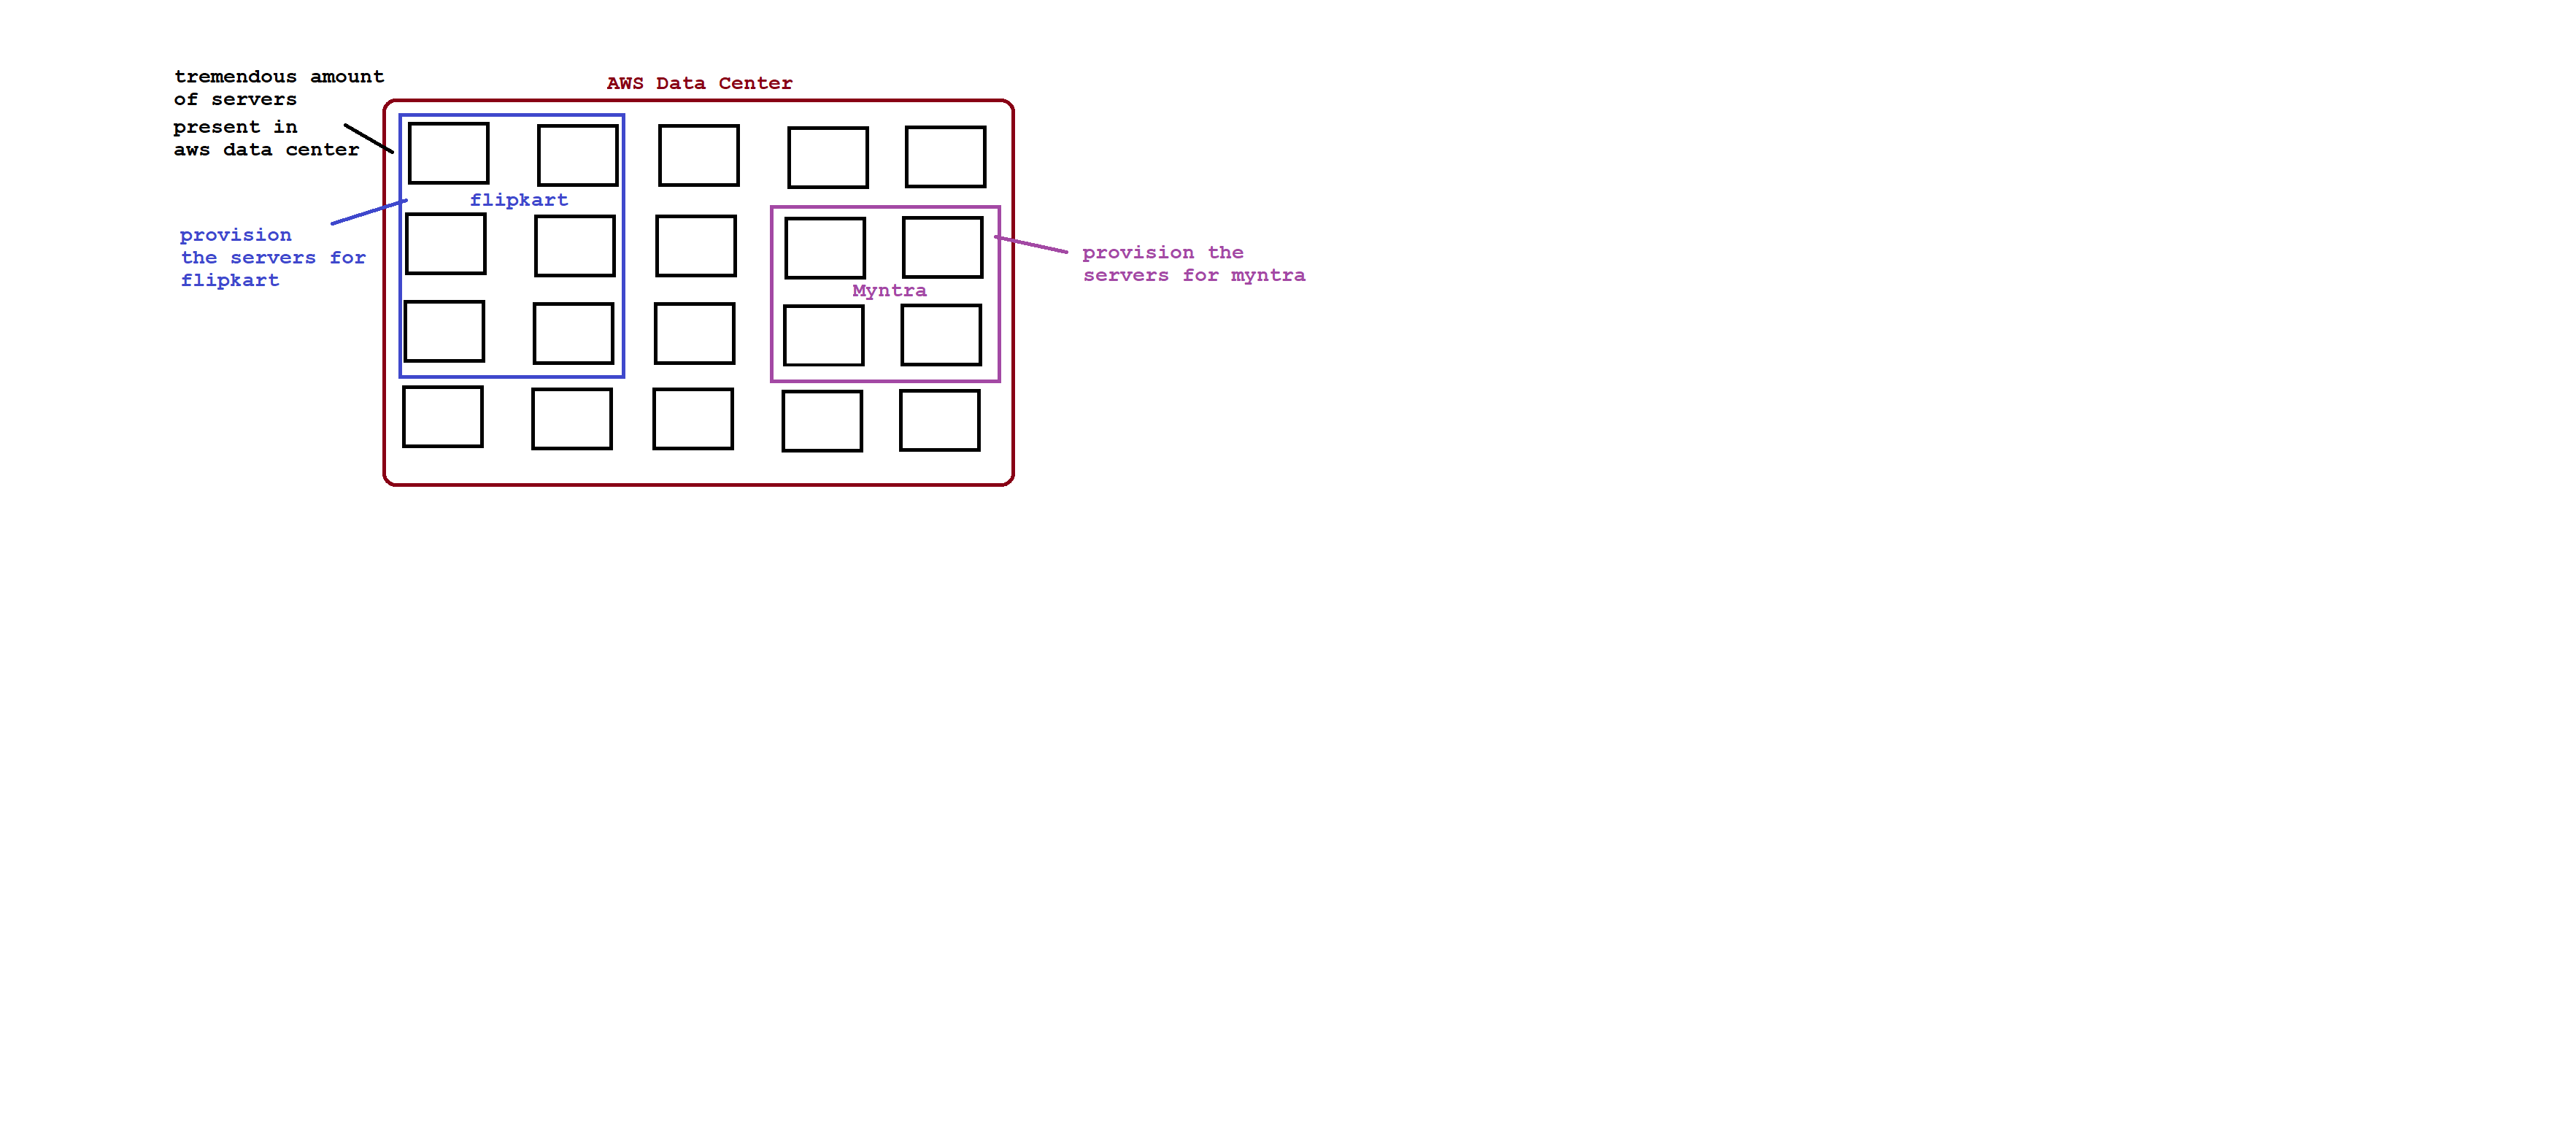 tremendous amount
of servers
present in
aws data center
AWS Data Center
flipkart
provision
the servers for
flipkart
provision the
servers for myntra
Myntra